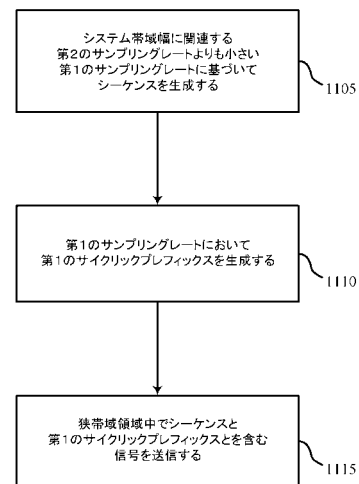 システム帯域幅に関連する
第2のサンプリングレートよりも小さい
第1のサンプリングレートに基づいて
シーケンスを生成する
1105
第1のサンプリングレートにおいて
第1のサイクリックプレフィックスを生成する
1110
狭帯域領域中でシーケンスと
第1のサイクリックプレフィックスとを含む
信号を送信する
1115